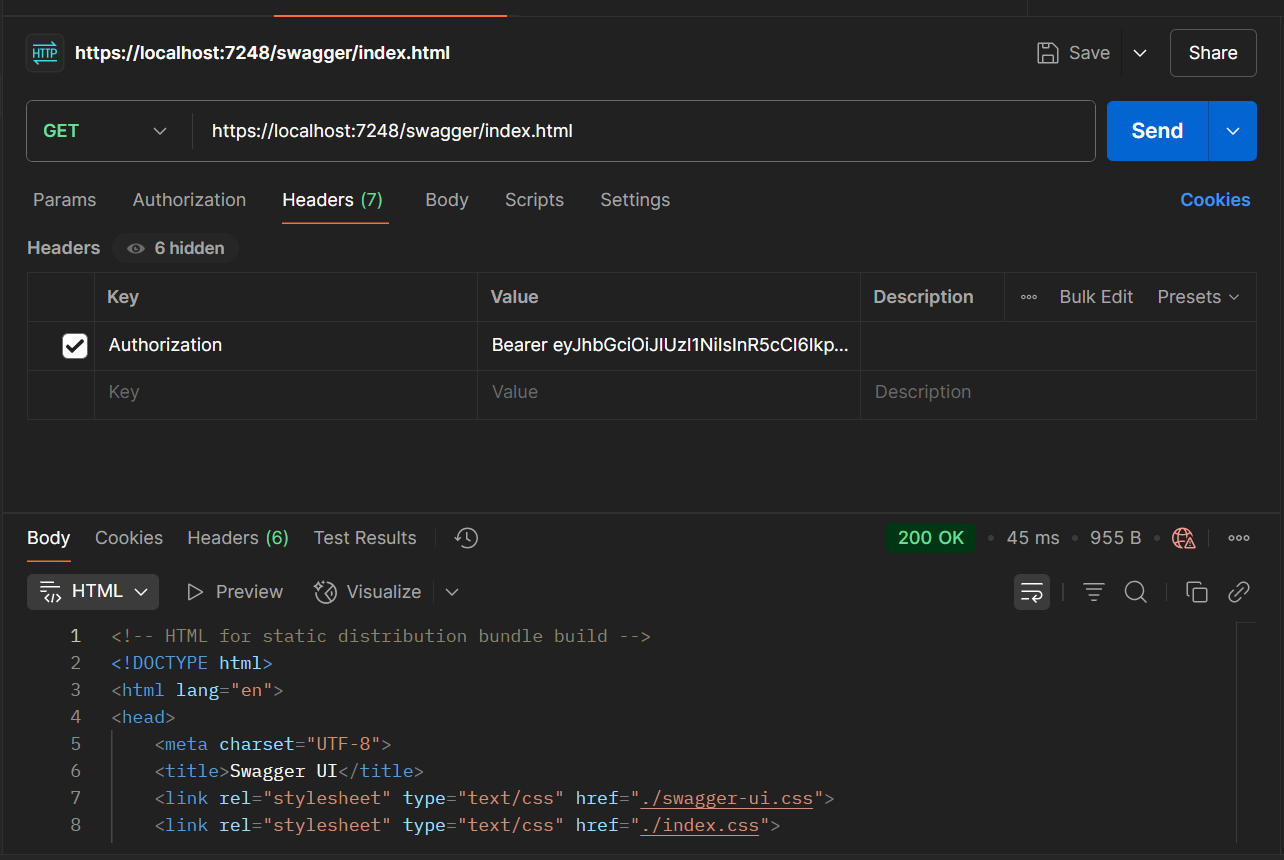 HTTP https://localhost:7248/swagger/index.html Save Share
GET https://localhost:7248/swagger/index.html Send
Params Authorization Headers (7) Body Scripts Settings Cookies
Headers 6 hidden
Key Value Description Bulk Edit Presets
Authorization Bearer eyJhbGciOiJIUzI1NiIsInR5cCI6Ikp...
Key Value Description
Body Cookies Headers (6) Test Results 200 OK • 45 ms • 955 B •
HTML Preview Visualize
1 <!-- HTML for static distribution bundle build -->
2 <!DOCTYPE html>
3 <html lang="en">
4 <head>
5 <meta charset="UTF-8">
6 <title>Swagger UI</title>
7 <link rel="stylesheet" type="text/css" href="./swagger-ui.css">
8 <link rel="stylesheet" type="text/css" href="./index.css">